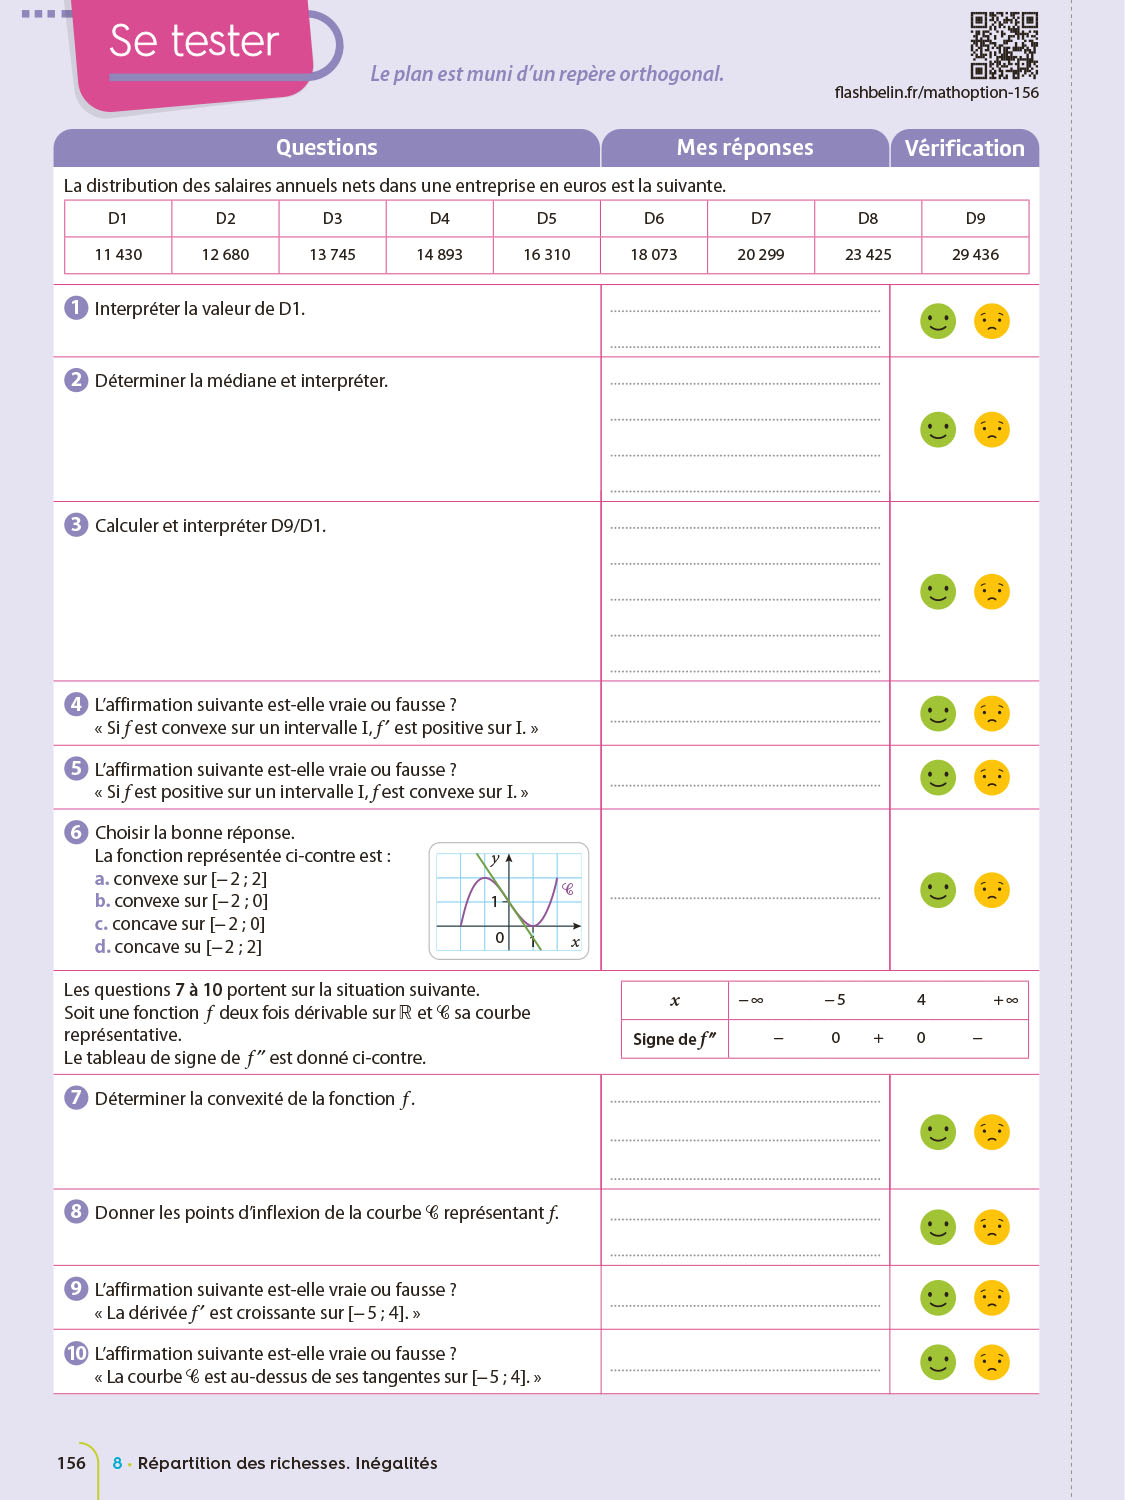 Se tester
Le plan est muni d’un repère orthogonal.
flashbelin.fr/mathoption-156
Questions Mes réponses Vérification
La distribution des salaires annuels nets dans une entreprise en euros est la suivante.
D1 D2 D3 D4 D5 D6 D7 D8 D9
11 430 12 680 13 745 14 893 16 310 18 073 20 299 23 425 29 436
1 Interpréter la valeur de D1.
2 Déterminer la médiane et interpréter.
3 Calculer et interpréter D9/D1.
4 L’affirmation suivante est-elle vraie ou fausse ?
« Si f est convexe sur un intervalle I, f′ est positive sur I. »
5 L’affirmation suivante est-elle vraie ou fausse ?
« Si f est positive sur un intervalle I, f est convexe sur I. »
6 Choisir la bonne réponse.
La fonction représentée ci-contre est :
a. convexe sur [– 2 ; 2]
b. convexe sur [– 2 ; 0]
c. concave sur [– 2 ; 0]
d. concave su [– 2 ; 2]
y
𝒞
1
0 1 x
Les questions 7 à 10 portent sur la situation suivante.
Soit une fonction f deux fois dérivable sur ℝ et 𝒞 sa courbe
représentative.
Le tableau de signe de f″ est donné ci-contre.
x – ∞ – 5 4 + ∞
Signe de f″ – 0 + 0 –
7 Déterminer la convexité de la fonction f.
8 Donner les points d’inflexion de la courbe 𝒞 représentant f.
9 L’affirmation suivante est-elle vraie ou fausse ?
« La dérivée f′ est croissante sur [– 5 ; 4]. »
10 L’affirmation suivante est-elle vraie ou fausse ?
« La courbe 𝒞 est au-dessus de ses tangentes sur [– 5 ; 4]. »
156 8 • Répartition des richesses. Inégalités